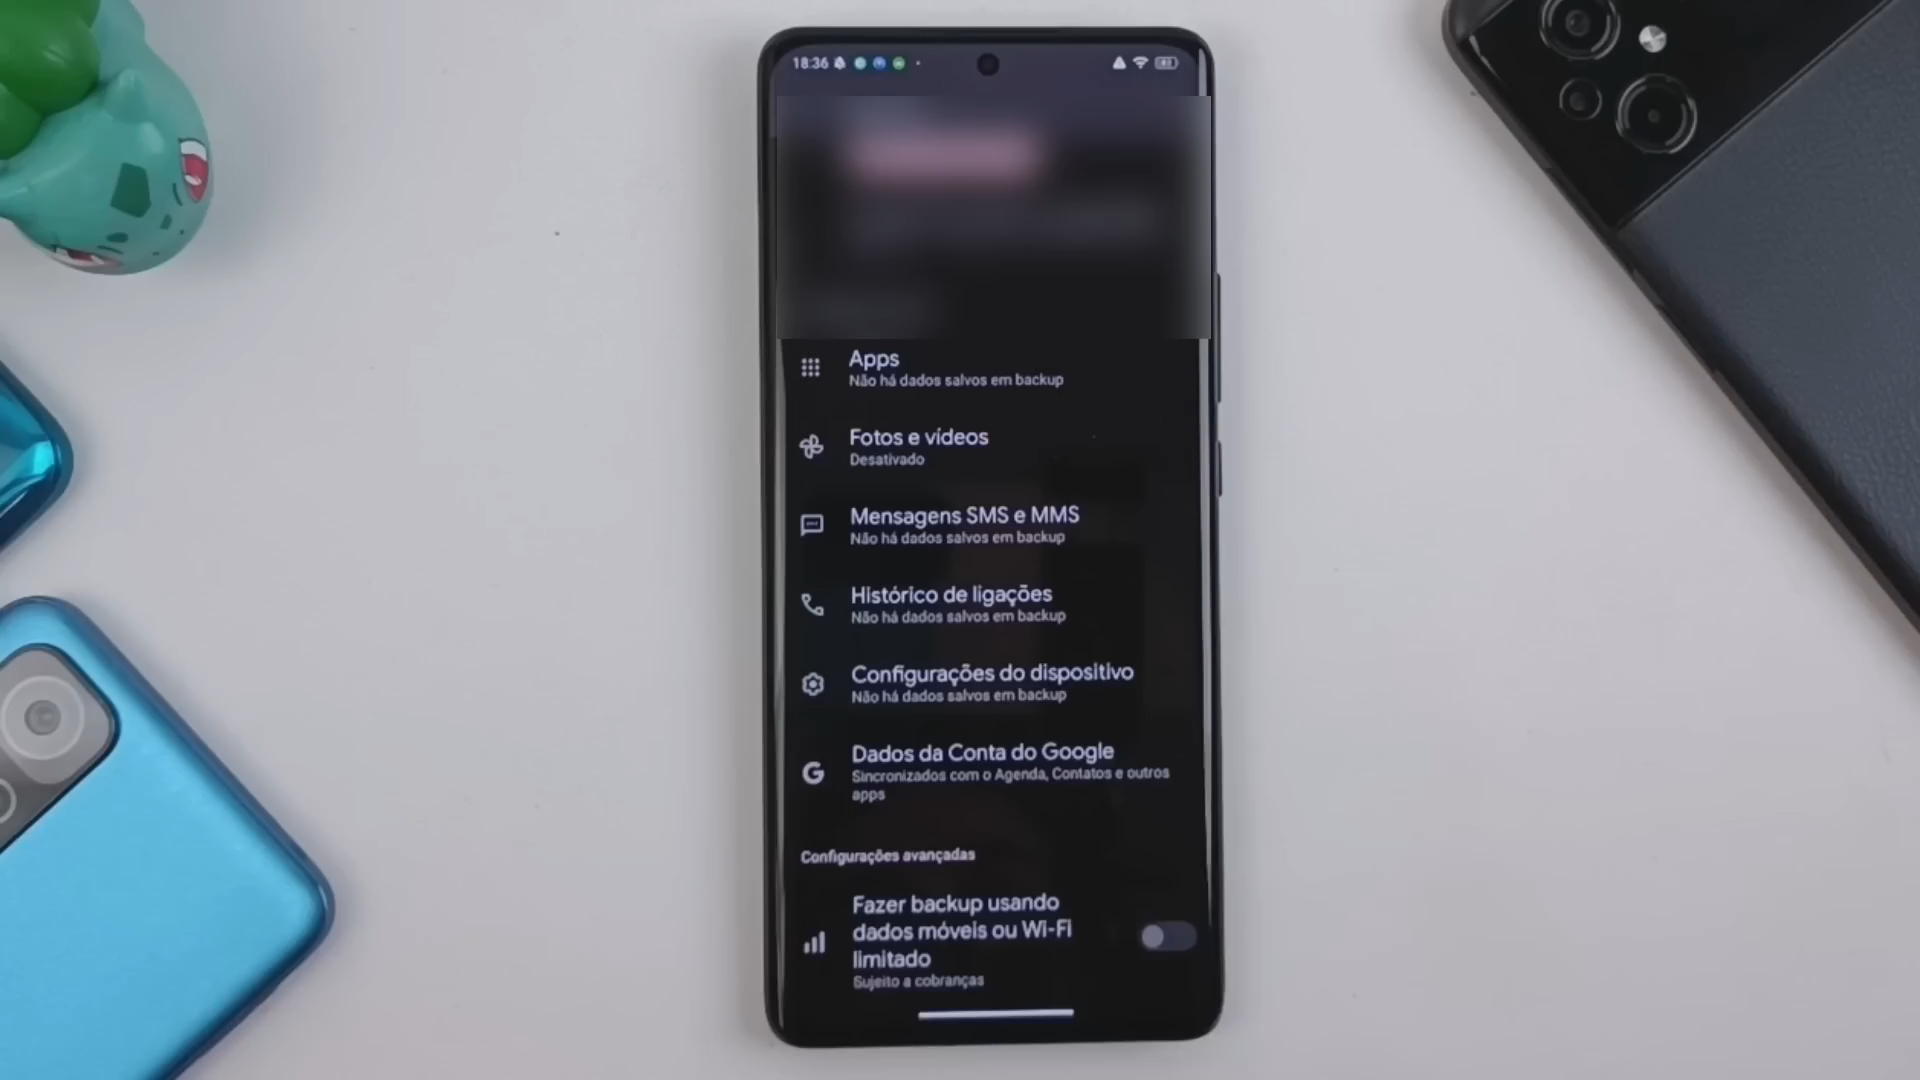 18:36
Apps
Não há dados salvos em backup
Fotos e vídeos
Desativado
Mensagens SMS e MMS
Não há dados salvos em backup
Histórico de ligações
Não há dados salvos em backup
Configurações do dispositivo
Não há dados salvos em backup
Dados da Conta do Google
Sincronizados com o Agenda, Contatos e outros
apps
Configurações avançadas
Fazer backup usando
dados móveis ou Wi-Fi
limitado
Sujeito a cobranças